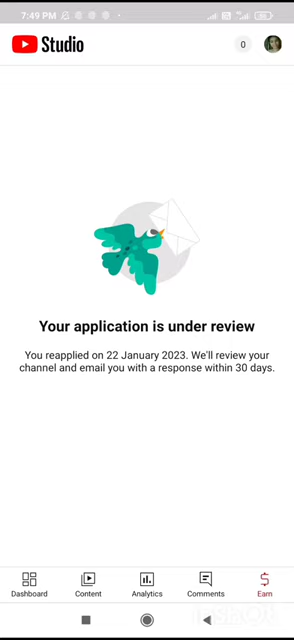 7:49 PM
Studio
0
Your application is under review
You reapplied on 22 January 2023. We'll review your
channel and email you with a response within 30 days.
Dashboard
Content
Analytics
Comments
Earn